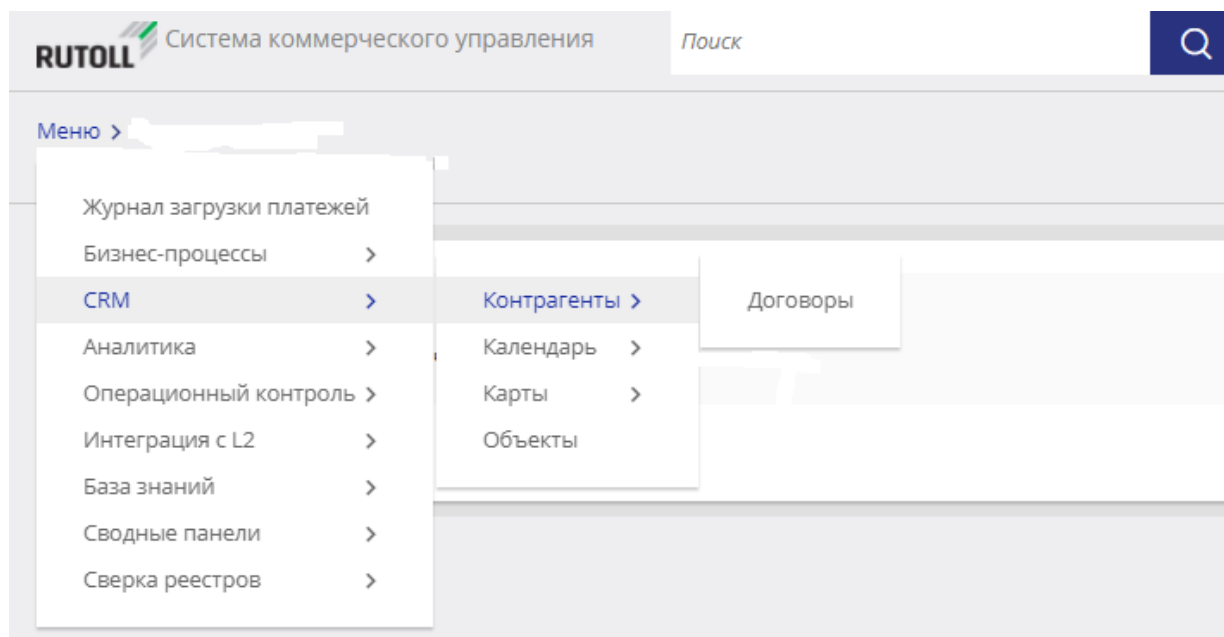 RUTOLL Система коммерческого управления Поиск
Меню >
Журнал загрузки платежей
Бизнес-процессы >
CRM > Контрагенты > Договоры
Аналитика > Календарь >
Операционный контроль > Карты >
Интеграция с L2 > Объекты
База знаний >
Сводные панели >
Сверка реестров >